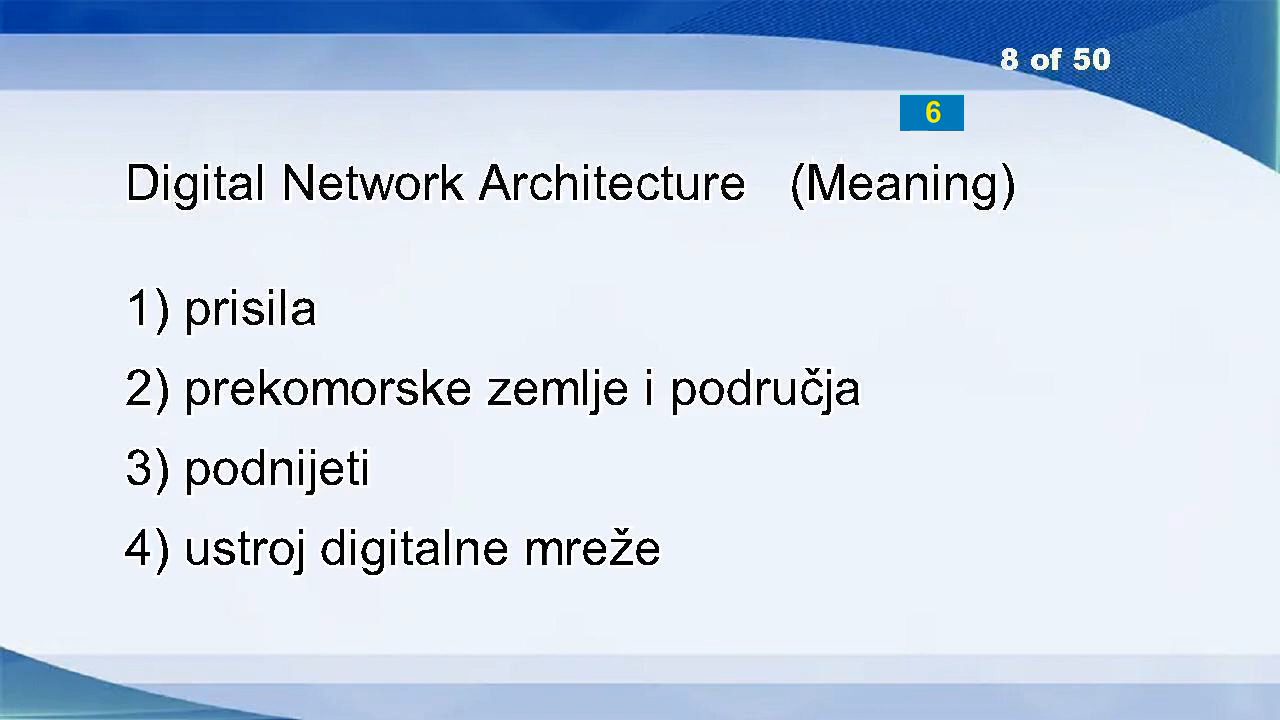 8 of 50
6
Digital Network Architecture (Meaning)
1) prisila
2) prekomorske zemlje i područja
3) podnijeti
4) ustroj digitalne mreže